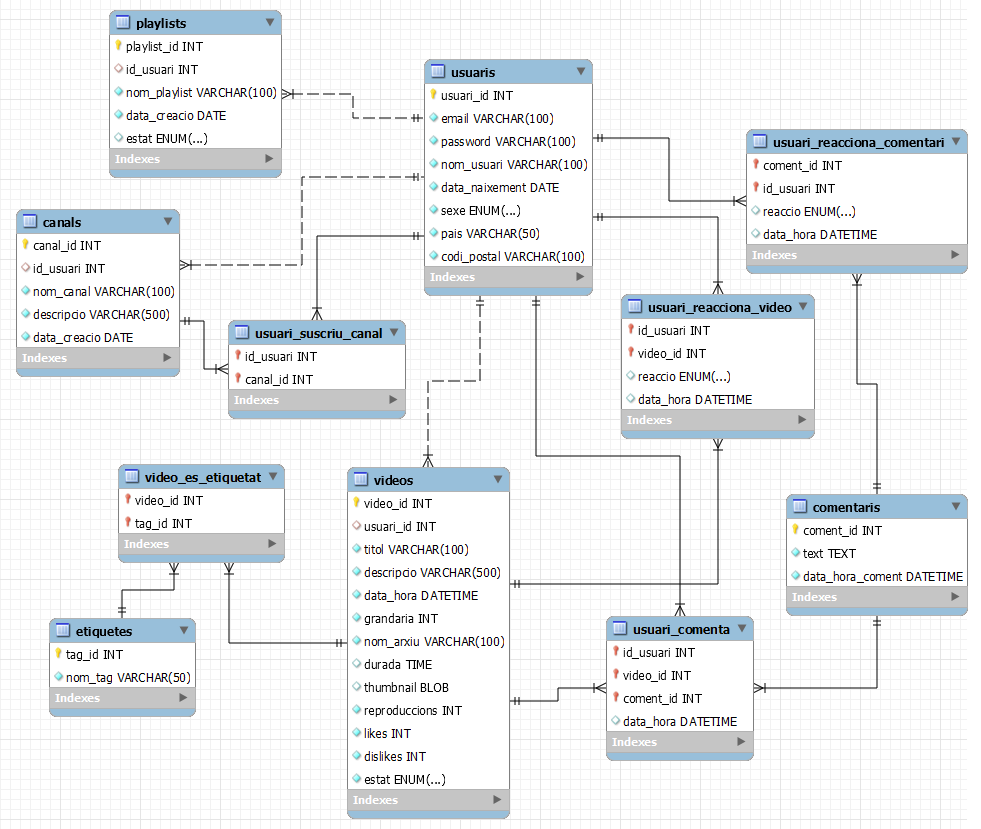 playlists
playlist_id INT
id_usuari INT
nom_playlist VARCHAR(100)
data_creacio DATE
estat ENUM(...)
Indexes
usuaris
usuari_id INT
email VARCHAR(100)
password VARCHAR(100)
nom_usuari VARCHAR(100)
data_naixement DATE
sexe ENUM(...)
pais VARCHAR(50)
codi_postal VARCHAR(100)
Indexes
usuari_reacciona_comentari
coment_id INT
id_usuari INT
reaccio ENUM(...)
data_hora DATETIME
Indexes
canals
canal_id INT
id_usuari INT
nom_canal VARCHAR(100)
descripcio VARCHAR(500)
data_creacio DATE
Indexes
usuari_suscriu_canal
id_usuari INT
canal_id INT
Indexes
usuari_reacciona_video
id_usuari INT
video_id INT
reaccio ENUM(...)
data_hora DATETIME
Indexes
video_es_etiquetat
video_id INT
tag_id INT
Indexes
videos
video_id INT
usuari_id INT
titol VARCHAR(100)
descripcio VARCHAR(500)
data_hora DATETIME
grandaria INT
nom_arxiu VARCHAR(100)
durada TIME
thumbnail BLOB
reproduccions INT
likes INT
dislikes INT
estat ENUM(...)
Indexes
comentaris
coment_id INT
text TEXT
data_hora_coment DATETIME
Indexes
etiquetes
tag_id INT
nom_tag VARCHAR(50)
Indexes
usuari_comenta
id_usuari INT
video_id INT
coment_id INT
data_hora DATETIME
Indexes